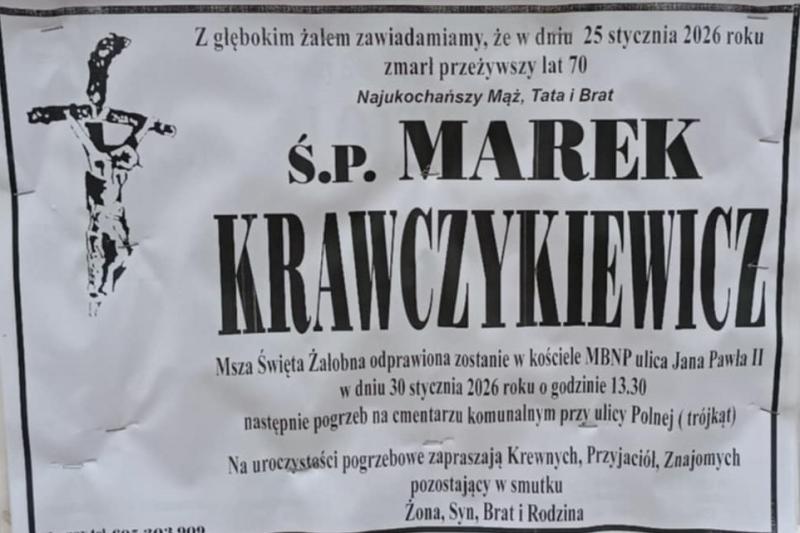 Z głębokim żalem zawiadamiamy, że w dniu 25 stycznia 2026 roku
zmarł przeżywszy lat 70
Najukochańszy Mąż, Tata i Brat
Ś.P. MAREK
KRAWCZYKIEWICZ
Msza Święta Żałobna odprawiona zostanie w kościele MBNP ulica Jana Pawła II
w dniu 30 stycznia 2026 roku o godzinie 13.30
następnie pogrzeb na cmentarzu komunalnym przy ulicy Polnej ( trójkąt)
Na uroczystości pogrzebowe zapraszają Krewnych, Przyjaciół, Znajomych
pozostający w smutku
Żona, Syn, Brat i Rodzina